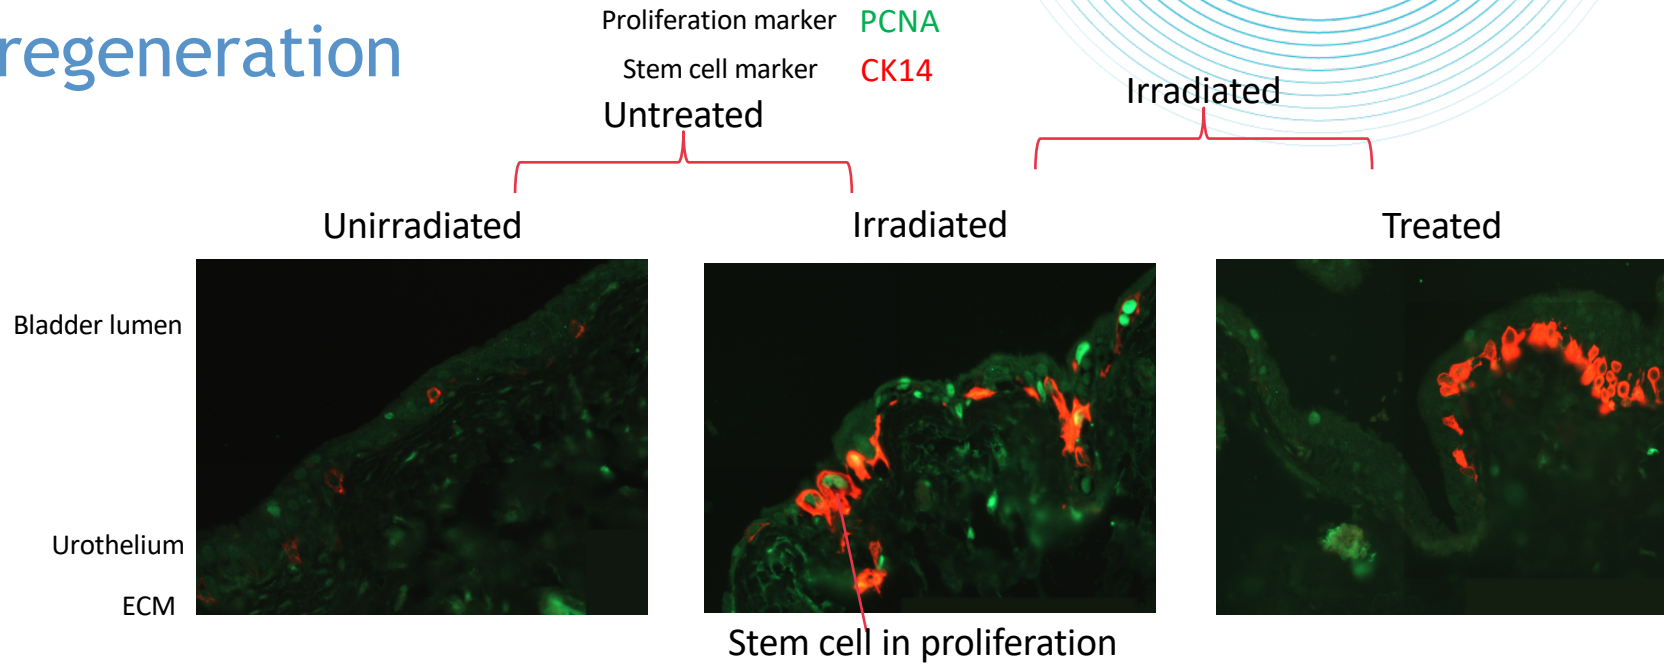 regeneration
Proliferation marker PCNA
Stem cell marker CK14
Untreated
Irradiated
Unirradiated
Irradiated
Treated
Bladder lumen
Urothelium
ECM
Stem cell in proliferation